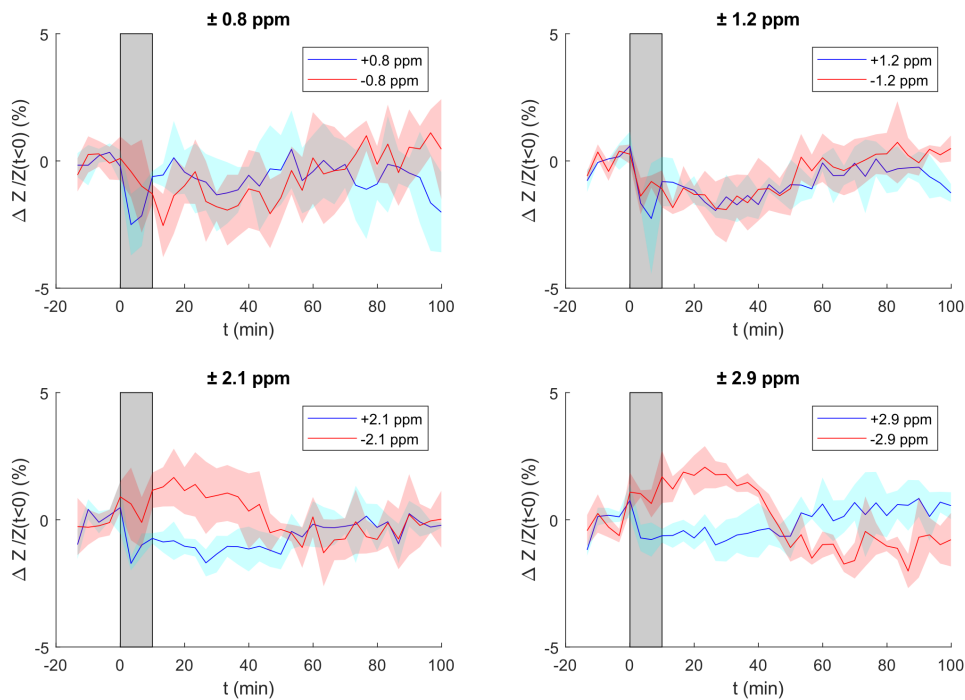 ± 0.8 ppm
5
0
-5
Δ Z /Z(t<0) (%)
+0.8 ppm
-0.8 ppm
-20 0 20 40 60 80 100
t (min)
± 1.2 ppm
5
0
-5
Δ Z /Z(t<0) (%)
+1.2 ppm
-1.2 ppm
-20 0 20 40 60 80 100
t (min)
± 2.1 ppm
5
0
-5
Δ Z /Z(t<0) (%)
+2.1 ppm
-2.1 ppm
-20 0 20 40 60 80 100
t (min)
± 2.9 ppm
5
0
-5
Δ Z /Z(t<0) (%)
+2.9 ppm
-2.9 ppm
-20 0 20 40 60 80 100
t (min)